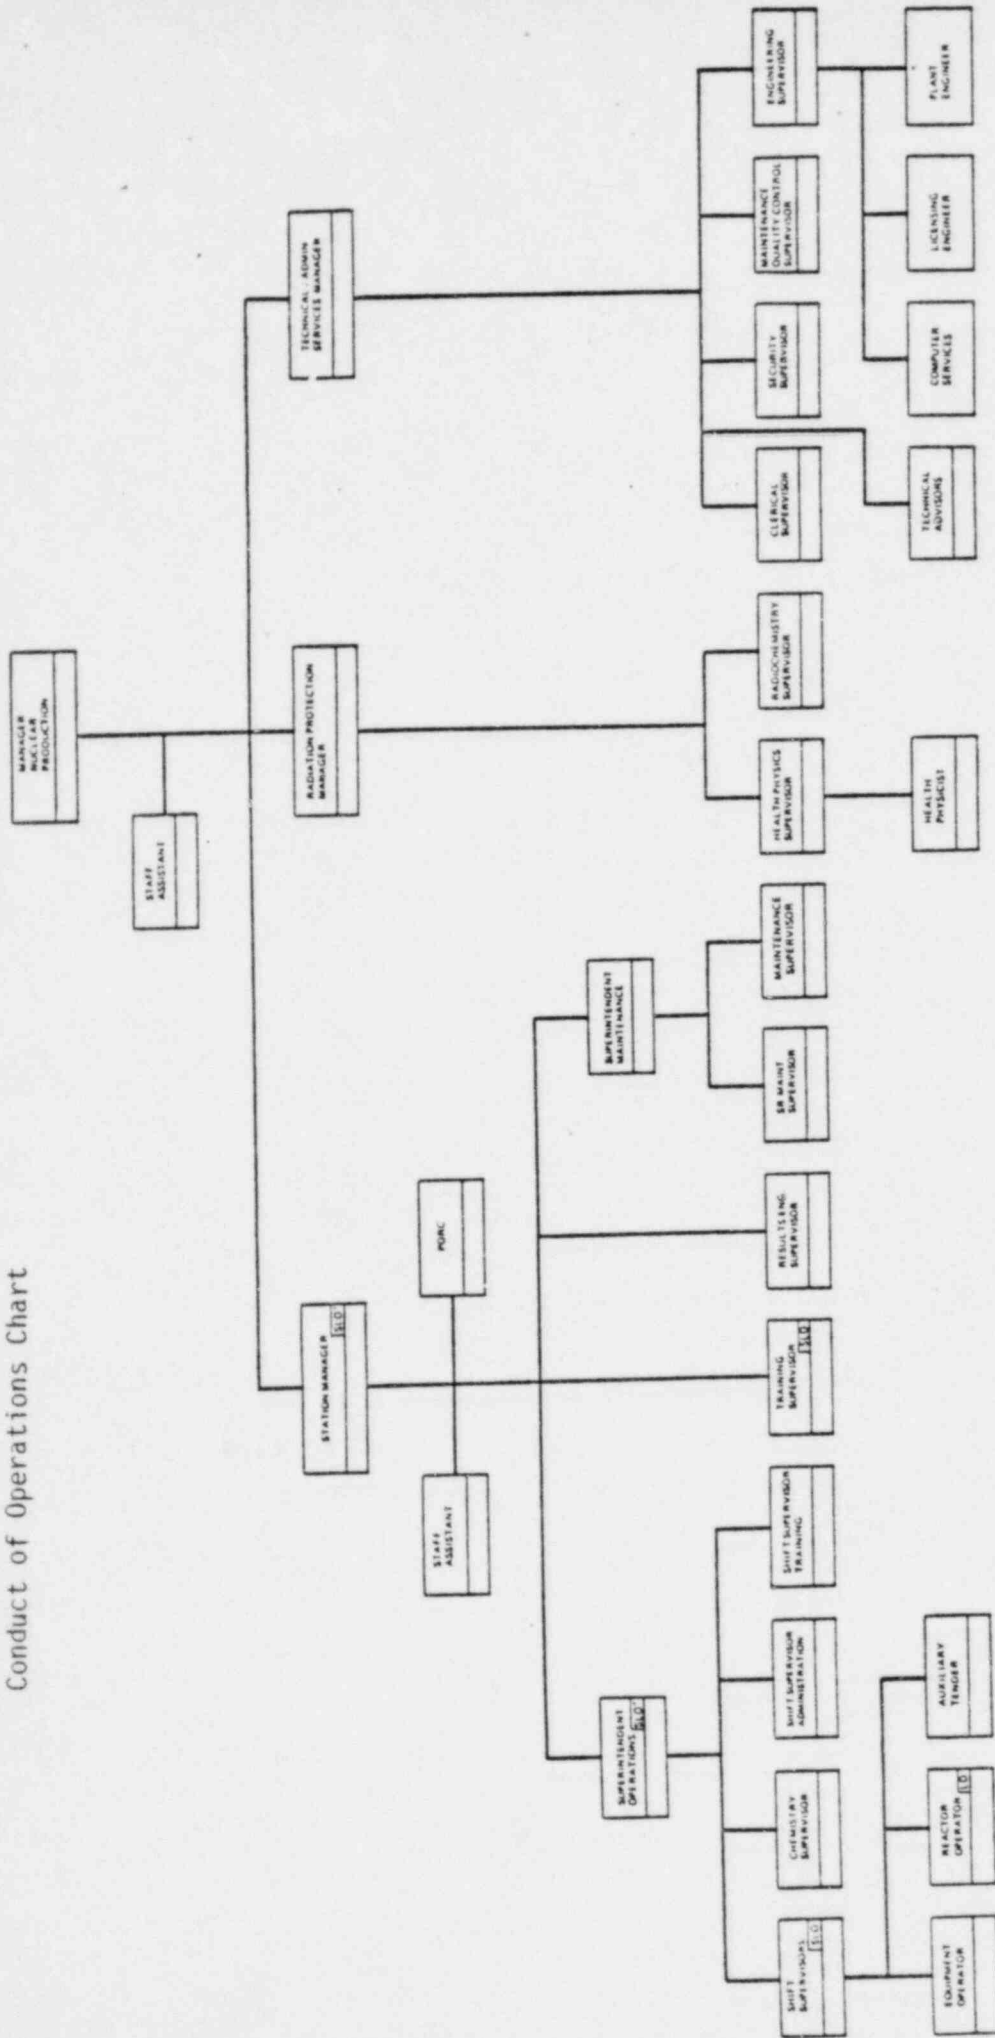 Conduct of Operations Chart
MANAGER
NUCLEAR
PRODUCTION
STAFF
ASSISTANT
STATION MANAGER
SLO
RADIATION PROTECTION
MANAGER
TECHNICAL / ADMIN
SERVICES MANAGER
STAFF
ASSISTANT
PORC
SUPERINTENDENT
OPERATIONS SLO
SUPERINTENDENT
MAINTENANCE
SHIFT
SUPERVISORS
SLO
CHEMISTRY
SUPERVISOR
SHIFT SUPERVISOR
ADMINISTRATION
SHIFT SUPERVISOR
TRAINING
TRAINING
SUPERVISOR
SLO
RESULTS ENG
SUPERVISOR
SR MAINT
SUPERVISOR
MAINTENANCE
SUPERVISOR
HEALTH PHYSICS
SUPERVISOR
RADIOCHEMISTRY
SUPERVISOR
CLERICAL
SUPERVISOR
SECURITY
SUPERVISOR
MAINTENANCE
QUALITY CONTROL
SUPERVISOR
ENGINEERING
SUPERVISOR
EQUIPMENT
OPERATOR
REACTOR
OPERATOR LO
AUXILIARY
TENDER
HEALTH
PHYSICIST
TECHNICAL
ADVISORS
COMPUTER
SERVICES
LICENSING
ENGINEER
PLANT
ENGINEER